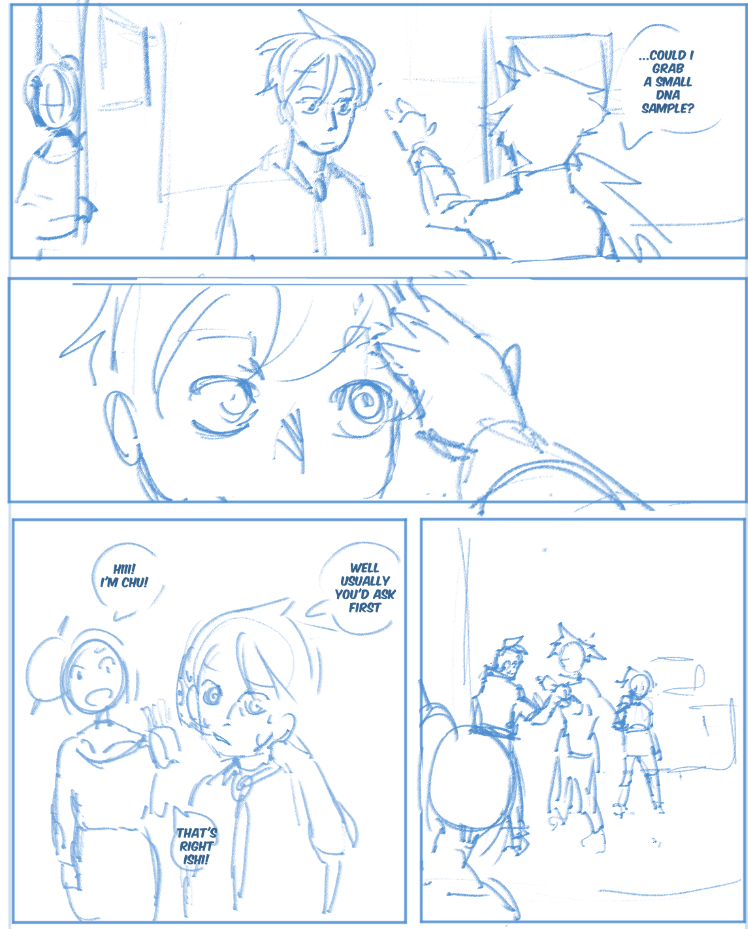 ...COULD I
GRAB
A SMALL
DNA
SAMPLE?
HIII!
I'M CHU!
WELL
USUALLY
YOU'D ASK
FIRST
THAT'S
RIGHT
ISHI!